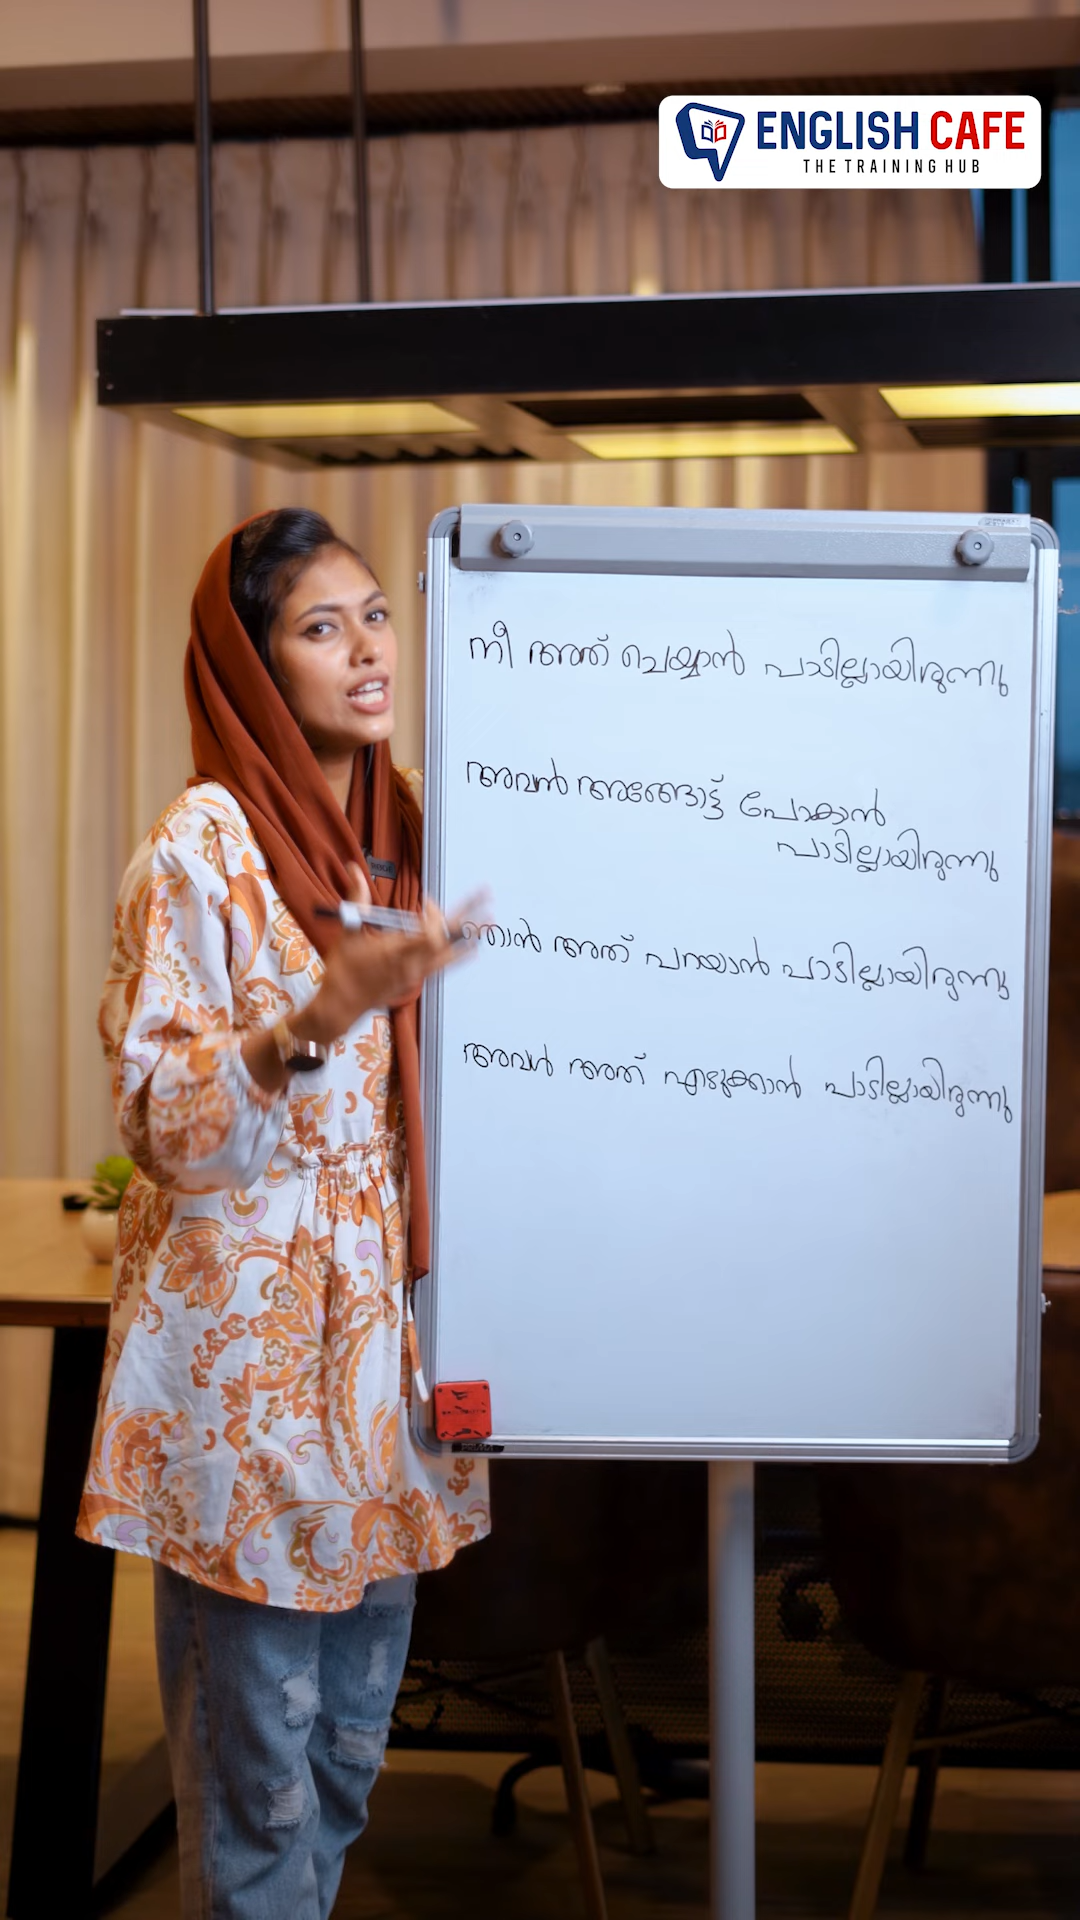 ENGLISH CAFE
THE TRAINING HUB
നീ അത് ചെയ്യാൻ പാടില്ലായിരുന്നു
അവൻ അങ്ങോട്ട് പോകാൻ
പാടില്ലായിരുന്നു
ഞാൻ അത് പറയാൻ പാടില്ലായിരുന്നു
അവൾ അത് എടുക്കാൻ പാടില്ലായിരുന്നു